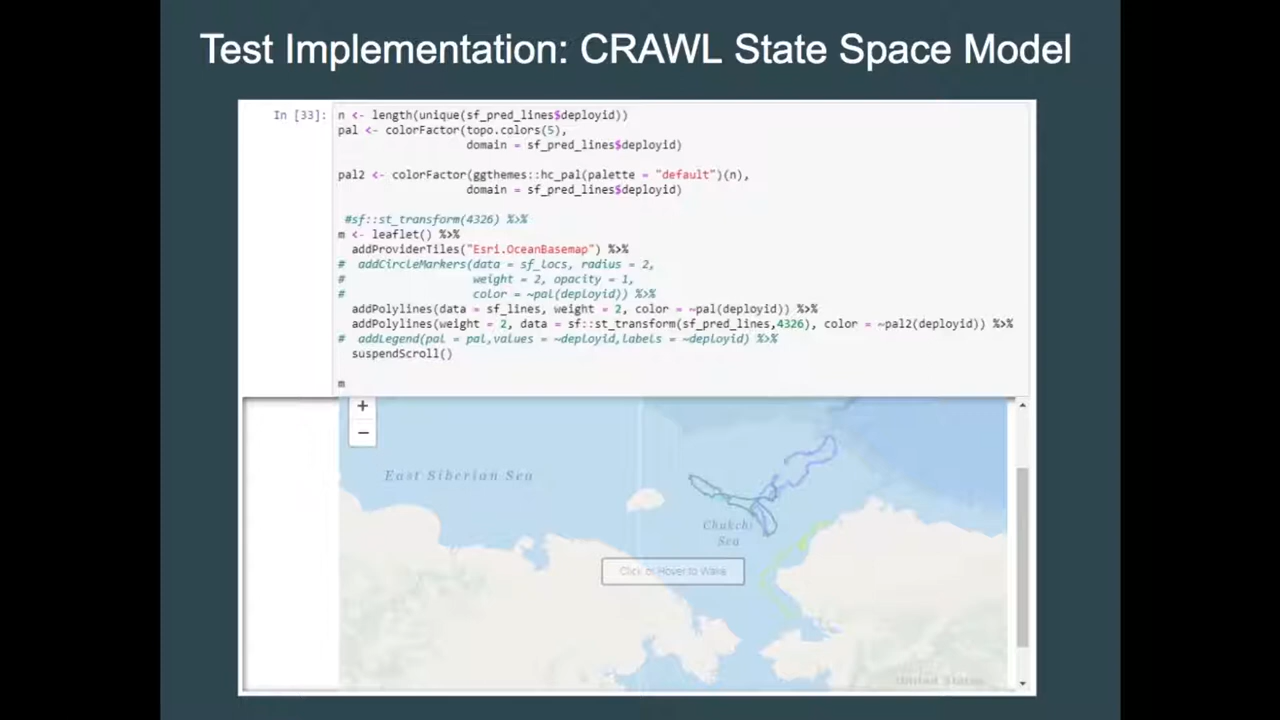 Test Implementation: CRAWL State Space Model
In [33]:
n <- length(unique(sf_pred_lines$deployid))
pal <- colorFactor(topo.colors(5),
domain = sf_pred_lines$deployid)
pal2 <- colorFactor(ggthemes::hc_pal(palette = "default")(n),
domain = sf_pred_lines$deployid)
#sf::st_transform(4326) %>%
m <- leaflet() %>%
addProviderTiles("Esri.OceanBasemap") %>%
# addCircleMarkers(data = sf_locs, radius = 2,
# weight = 2, opacity = 1,
# color = ~pal(deployid)) %>%
addPolylines(data = sf_lines, weight = 2, color = ~pal(deployid)) %>%
addPolylines(weight = 2, data = sf::st_transform(sf_pred_lines,4326), color = ~pal2(deployid)) %>%
# addLegend(pal = pal,values = ~deployid,labels = ~deployid) %>%
suspendScroll()
m
+
−
East Siberian Sea
Chukchi
Sea
Click or Hover to Wake
United States